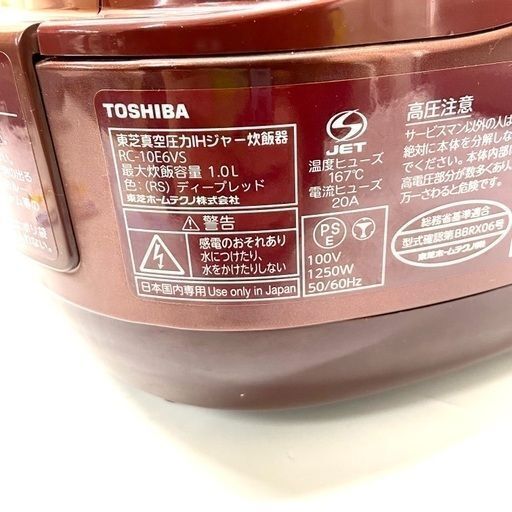 TOSHIBA
東芝真空圧力IHジャー炊飯器
RC-10E6VS
最大炊飯容量 1.0L
色:(RS) ディープレッド
東芝ホームテクノ株式会社
⚠警告
感電のおそれあり
水につけたり、
水をかけたりしない
日本国内専用 Use only in Japan
S
JET
温度ヒューズ
167℃
電流ヒューズ
20A
PS
E
100V
1250W
50/60Hz
高圧注意
サービスマン以外の人は
絶対に本体を分解しない
本体内部
高電圧部分が多数
万一さわると危険で
総務省基準適合
型式確認第BBRX06号
東芝ホームテクノ